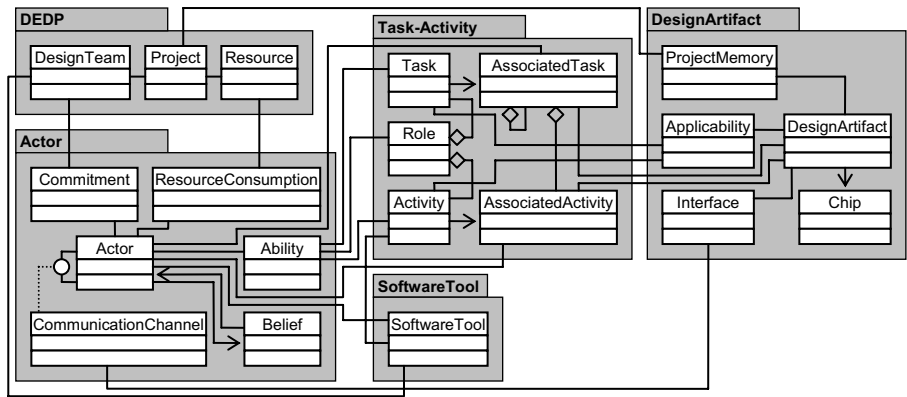 DEDP
DesignTeam
Project
Resource
Actor
Commitment
ResourceConsumption
Actor
Ability
CommunicationChannel
Belief
Task-Activity
Task
AssociatedTask
Role
Activity
AssociatedActivity
SoftwareTool
SoftwareTool
DesignArtifact
ProjectMemory
Applicability
DesignArtifact
Interface
Chip